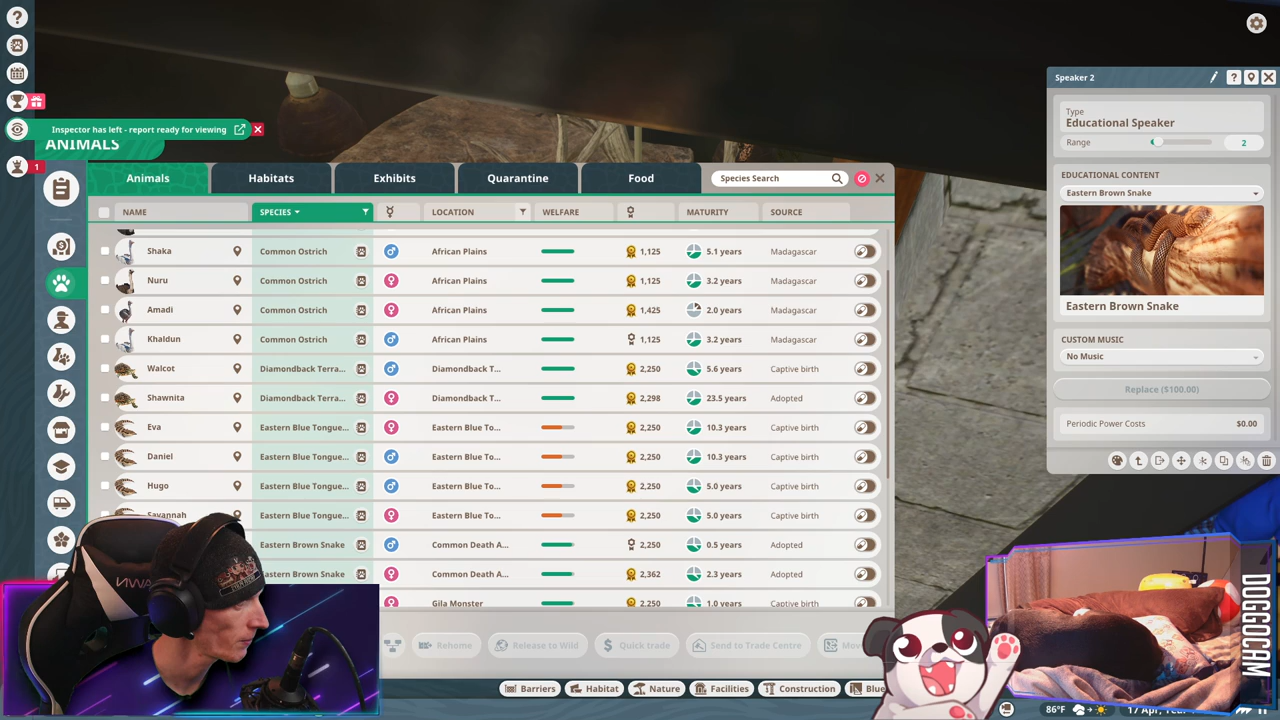 Inspector has left - report ready for viewing
1
ANIMALS
Animals
Habitats
Exhibits
Quarantine
Food
Species Search
NAME SPECIES LOCATION WELFARE MATURITY SOURCE
Shaka Common Ostrich African Plains 1,125 5.1 years Madagascar
Nuru Common Ostrich African Plains 1,125 3.2 years Madagascar
Amadi Common Ostrich African Plains 1,425 2.0 years Madagascar
Khaldun Common Ostrich African Plains 1,125 3.2 years Madagascar
Walcot Diamondback Terra... Diamondback T... 2,250 5.6 years Captive birth
Shawnita Diamondback Terra... Diamondback T... 2,298 23.5 years Adopted
Eva Eastern Blue Tongue... Eastern Blue To... 2,250 10.3 years Captive birth
Daniel Eastern Blue Tongue... Eastern Blue To... 2,250 10.3 years Captive birth
Hugo Eastern Blue Tongue... Eastern Blue To... 2,250 5.0 years Captive birth
Savannah Eastern Blue Tongue... Eastern Blue To... 2,250 5.0 years Captive birth
Eastern Brown Snake Common Death A... 2,250 0.5 years Adopted
Eastern Brown Snake Common Death A... 2,362 2.3 years Adopted
Gila Monster 2,250 1.0 years Captive birth
Rehome
Release to Wild
Quick trade
Send to Trade Centre
Barriers
Habitat
Nature
Facilities
Construction
86°F
17 Apr,
Speaker 2
Type
Educational Speaker
Range 2
EDUCATIONAL CONTENT
Eastern Brown Snake
Eastern Brown Snake
CUSTOM MUSIC
No Music
Replace ($100.00)
Periodic Power Costs $0.00
DOGGOCAM